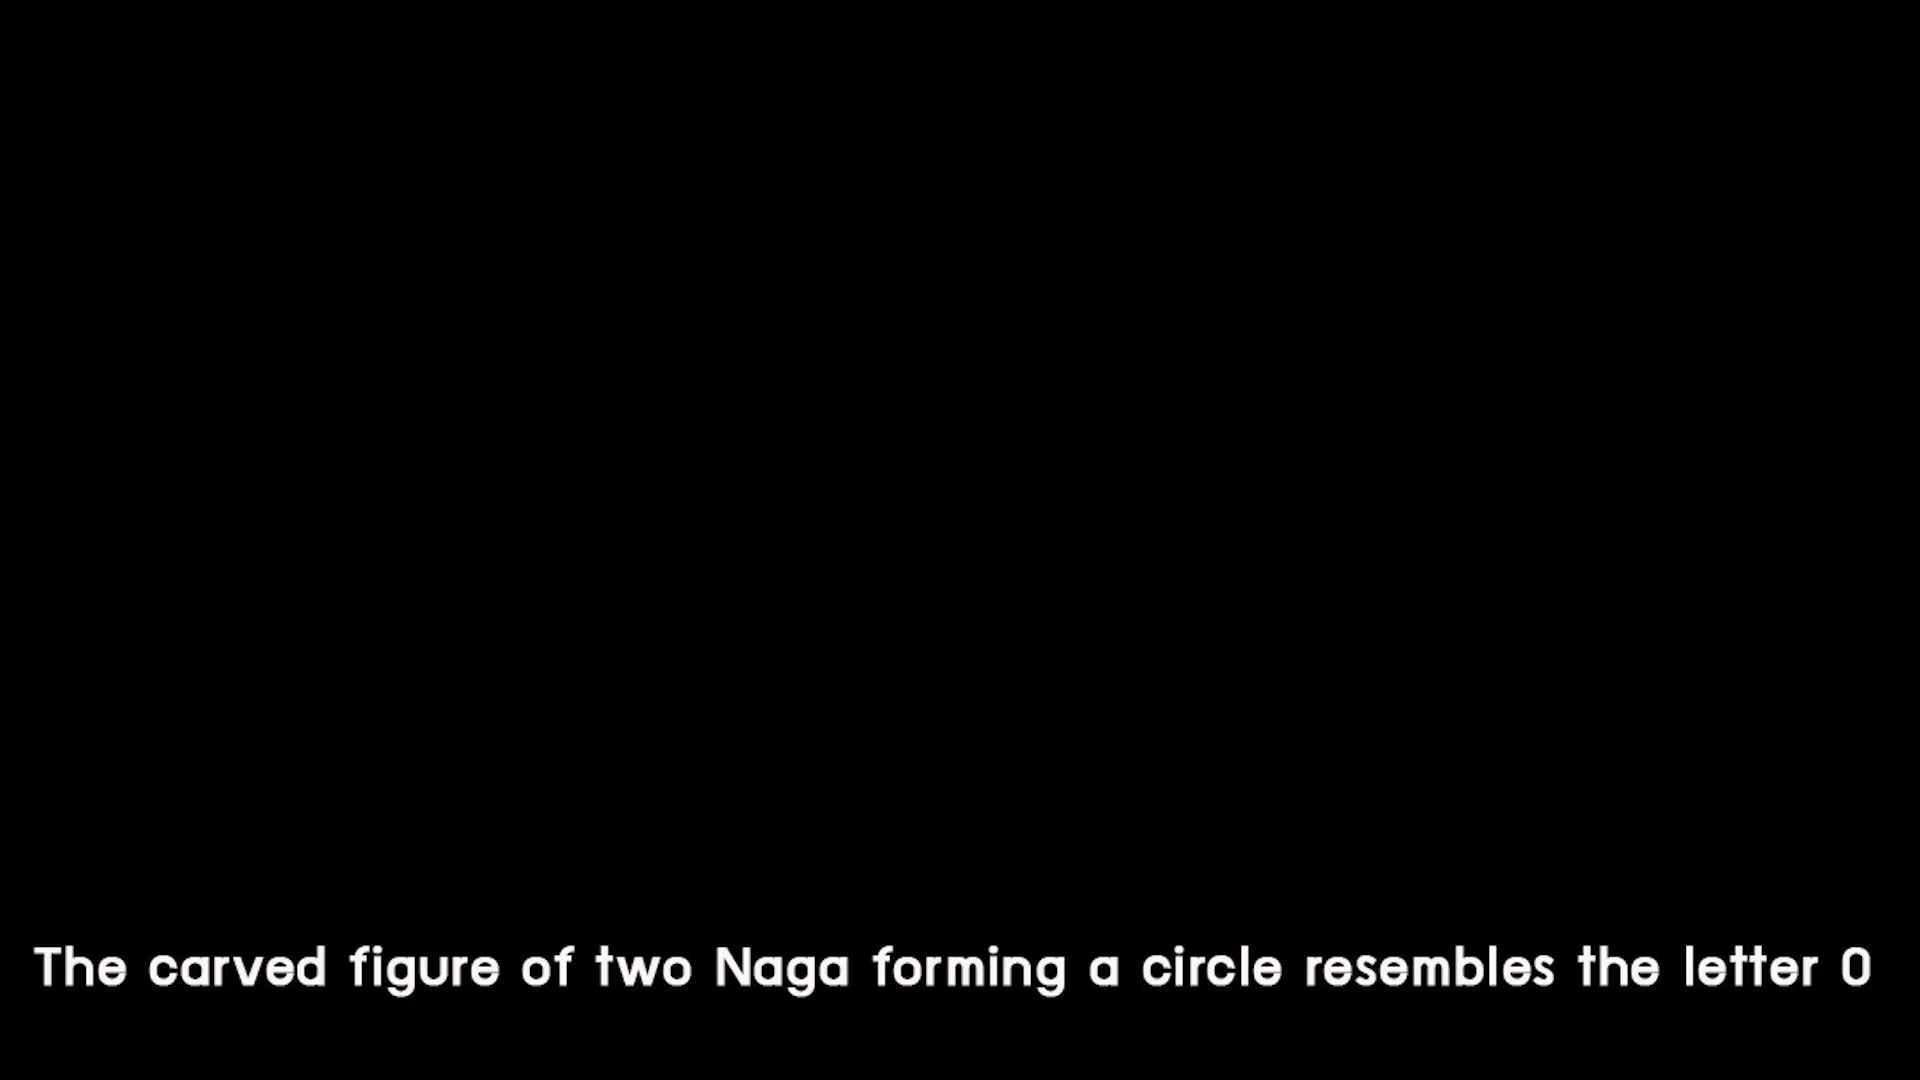 The carved figure of two Naga forming a circle resembles the letter O